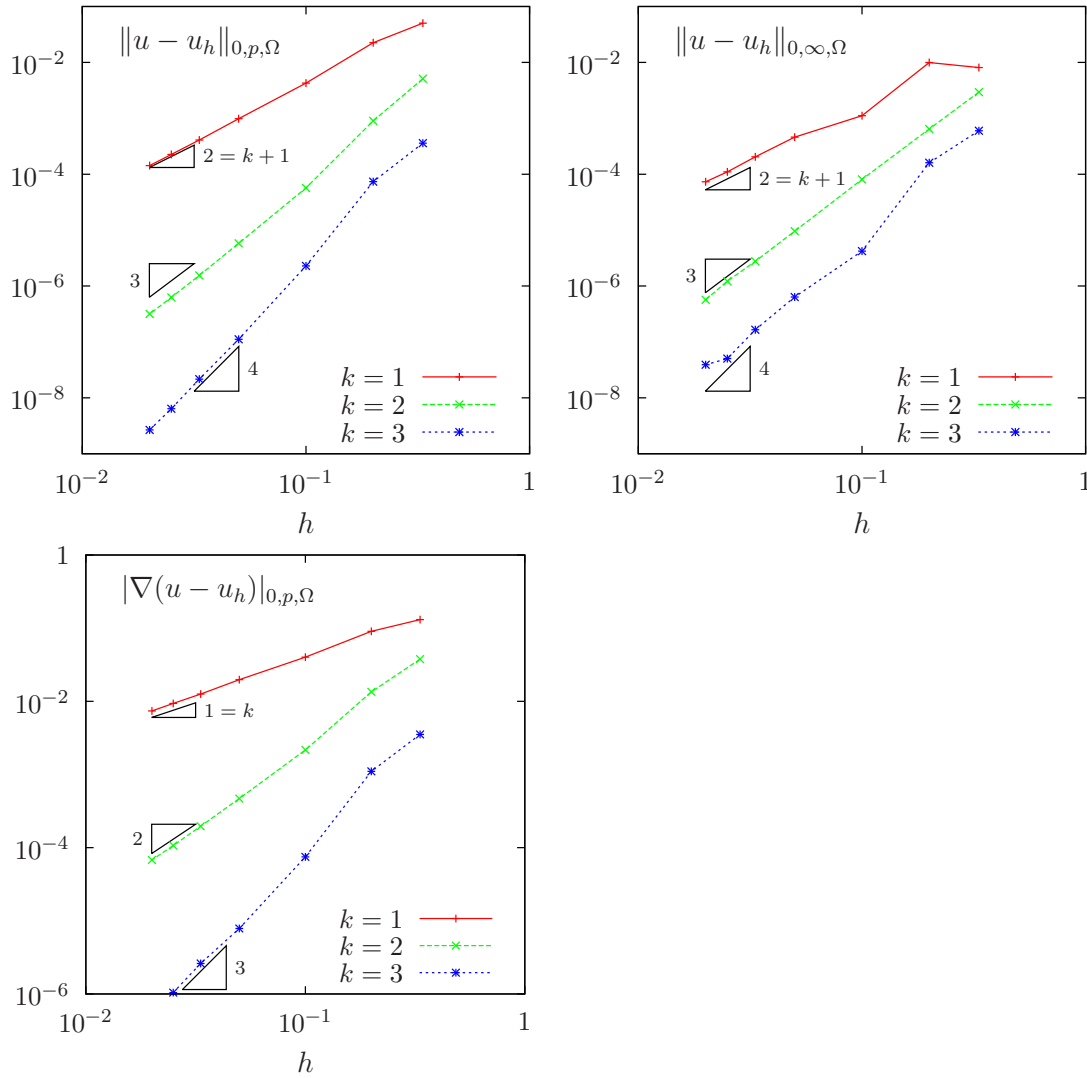 ‖u − u_h‖_{0,p,Ω}
10^{−2}
10^{−4}
10^{−6}
10^{−8}
2 = k + 1
3
4
k = 1
k = 2
k = 3
10^{−2}
10^{−1}
1
h
‖u − u_h‖_{0,∞,Ω}
10^{−2}
10^{−4}
10^{−6}
10^{−8}
2 = k + 1
3
4
k = 1
k = 2
k = 3
10^{−2}
10^{−1}
1
h
|∇(u − u_h)|_{0,p,Ω}
1
10^{−2}
10^{−4}
10^{−6}
1 = k
2
3
k = 1
k = 2
k = 3
10^{−2}
10^{−1}
1
h